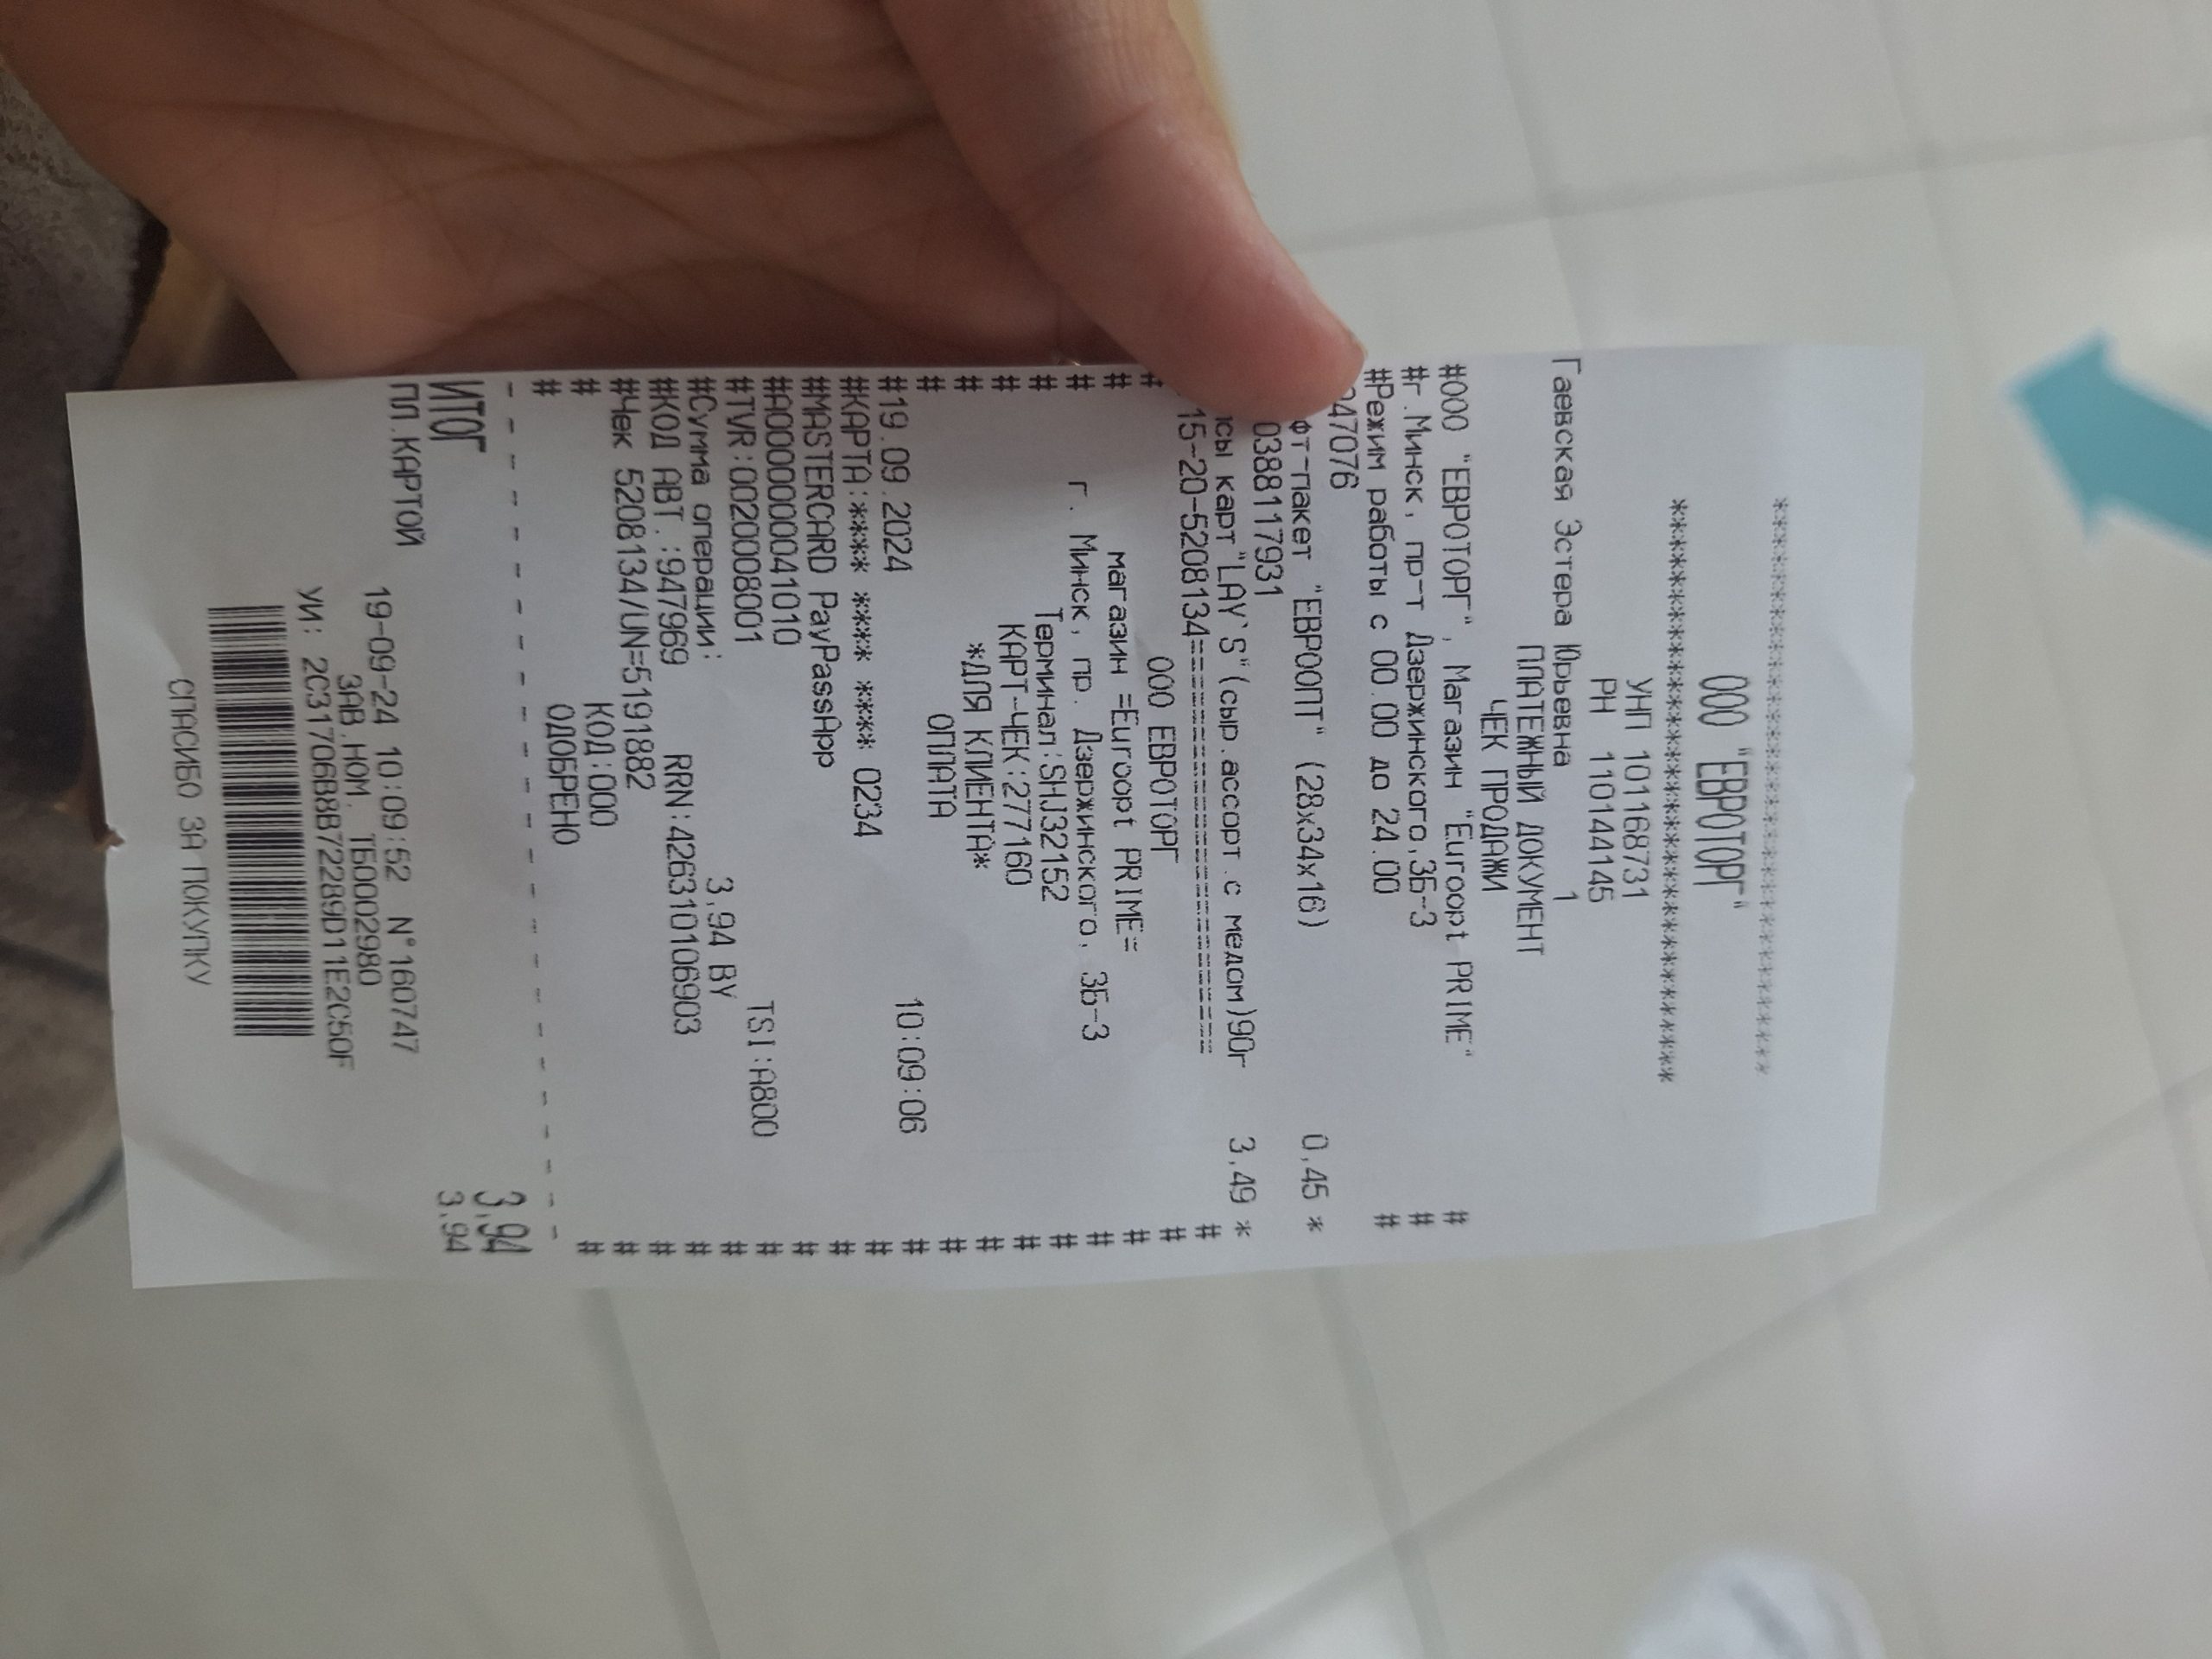 ******************************
ООО "ЕВРОТОРГ"
******************************
УНП 101168731
РН 110144145
Гаевская Эстера Юрьевна 1
ПЛАТЕЖНЫЙ ДОКУМЕНТ
ЧЕК ПРОДАЖИ
#ООО "ЕВРОТОРГ", Магазин "Euroopt PRIME" #
#г.Минск, пр-т Дзержинского,3Б-3 #
#Режим работы с 00.00 до 24.00 #
47076
фт-пакет "ЕВРООПТ" (28х34х16) 0,45 *
0388117931
сы карт"LAY`S"(сыр.ассорт.с медом)90г 3,49 *
15-20-5208134==================== #
# ООО ЕВРОТОРГ #
# магазин =Euroopt PRIME= #
# г. Минск, пр. Дзержинского, 3Б-3 #
# Терминал:SHJ32152 #
# КАРТ-ЧЕК:277160 #
# *ДЛЯ КЛИЕНТА* #
# ОПЛАТА #
#19.09.2024 10:09:06 #
#КАРТА:**** **** **** 0234 #
#MASTERCARD PayPassApp #
#A0000000041010 #
#TVR:0020008001 TSI:A800 #
#Сумма операции: 3,94 BY #
#КОД АВТ.:947969 RRN:426310106903 #
#Чек 5208134/UN=5191882 #
# КОД:000 #
# ОДОБРЕНО #
- - - - - - - - - - - - - - - - - - - -
ИТОГ 3,94
ПЛ.КАРТОЙ 3,94
19-09-24 10:09:52 N°160747
ЗАВ.НОМ. ТБ0002980
УИ: 2C31706B8B72289D11E2C50F
СПАСИБО ЗА ПОКУПКУ